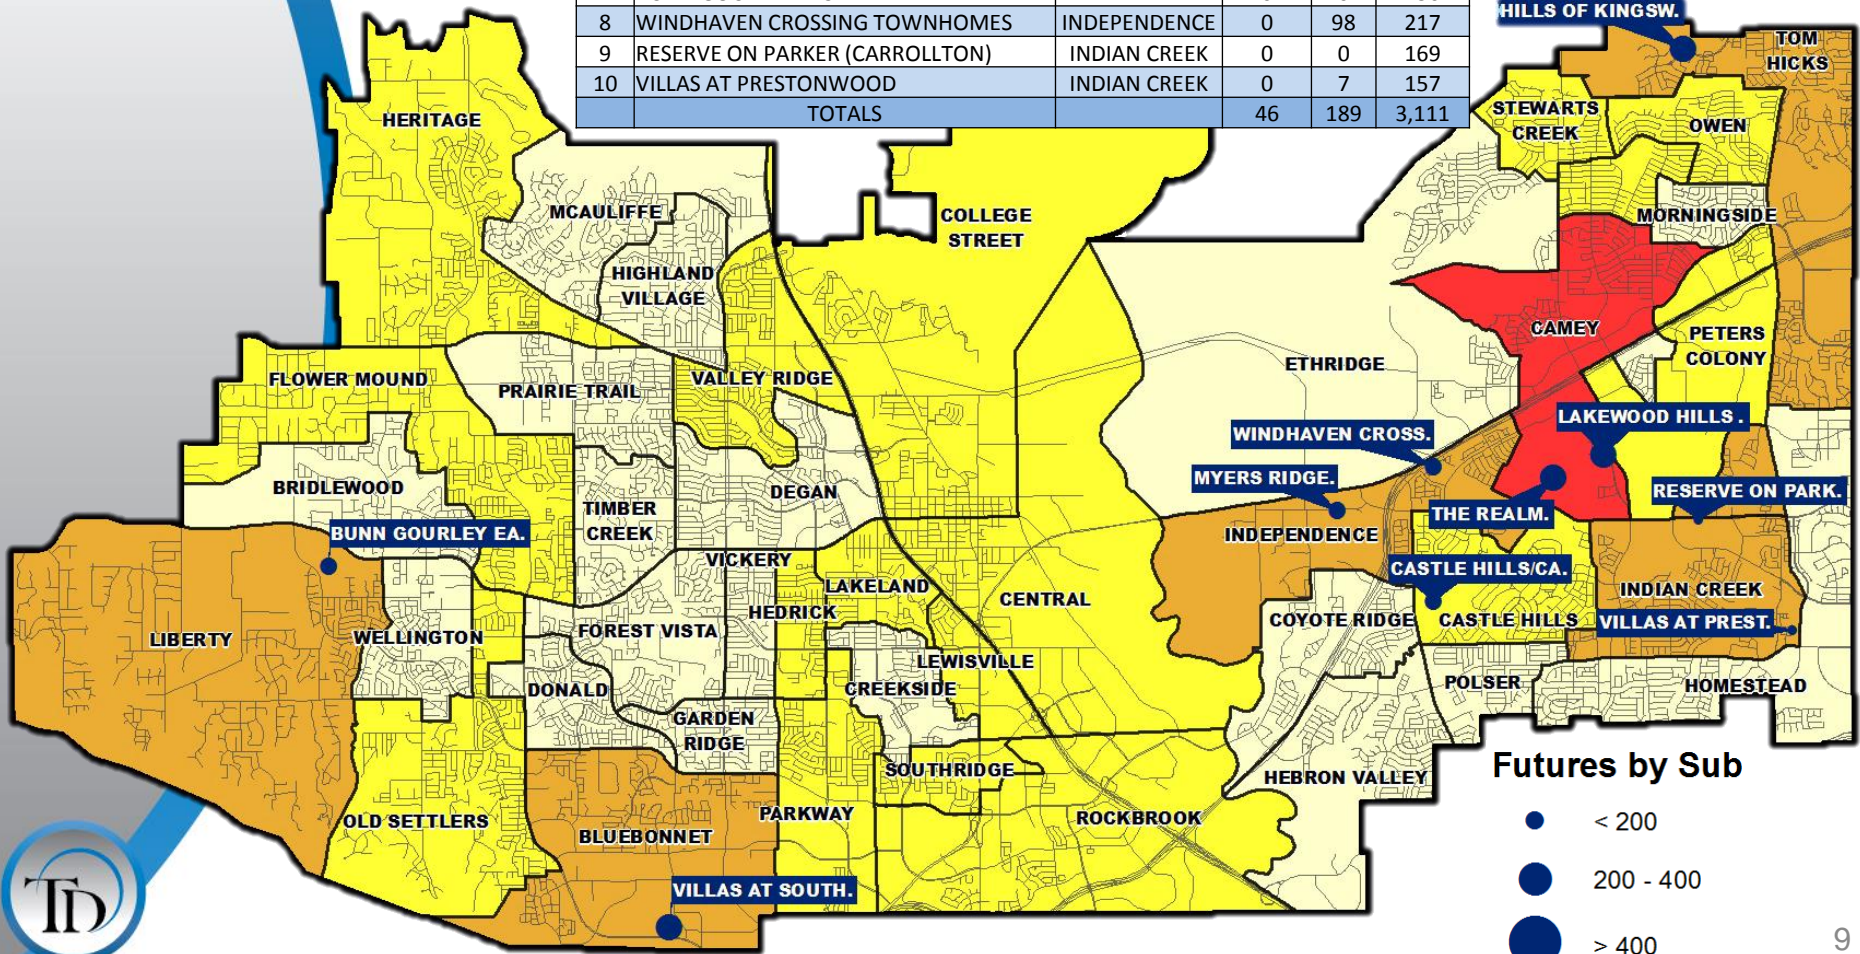 8 WINDHAVEN CROSSING TOWNHOMES INDEPENDENCE 0 98 217
9 RESERVE ON PARKER (CARROLLTON) INDIAN CREEK 0 0 169
10 VILLAS AT PRESTONWOOD INDIAN CREEK 0 7 157
TOTALS 46 189 3,111
HILLS OF KINGSW.
TOM
HICKS
HERITAGE
STEWARTS
CREEK
OWEN
MCAULIFFE
COLLEGE
STREET
MORNINGSIDE
HIGHLAND
VILLAGE
CAMEY
PETERS
COLONY
ETHRIDGE
FLOWER MOUND
PRAIRIE TRAIL
VALLEY RIDGE
LAKEWOOD HILLS .
WINDHAVEN CROSS.
MYERS RIDGE.
BRIDLEWOOD
DEGAN
RESERVE ON PARK.
TIMBER
CREEK
THE REALM.
BUNN GOURLEY EA.
INDEPENDENCE
VICKERY
CASTLE HILLS/CA.
LAKELAND
INDIAN CREEK
HEDRICK
CENTRAL
COYOTE RIDGE
CASTLE HILLS
VILLAS AT PREST.
LIBERTY
WELLINGTON
FOREST VISTA
LEWISVILLE
DONALD
CREEKSIDE
POLSER
HOMESTEAD
GARDEN
RIDGE
SOUTHRIDGE
HEBRON VALLEY
Futures by Sub
OLD SETTLERS
BLUEBONNET
PARKWAY
ROCKBROOK
< 200
VILLAS AT SOUTH.
200 - 400
TD
> 400
9